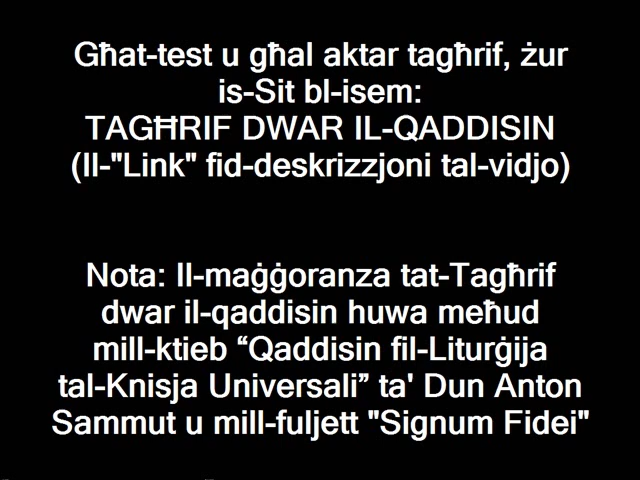 Għat-test u għal aktar tagħrif, żur
is-Sit bl-isem:
TAGĦRIF DWAR IL-QADDISIN
(Il-"Link" fid-deskrizzjoni tal-vidjo)
Nota: Il-maġġoranza tat-Tagħrif
dwar il-qaddisin huwa meħud
mill-ktieb “Qaddisin fil-Liturġija
tal-Knisja Universali” ta' Dun Anton
Sammut u mill-fuljett "Signum Fidei"